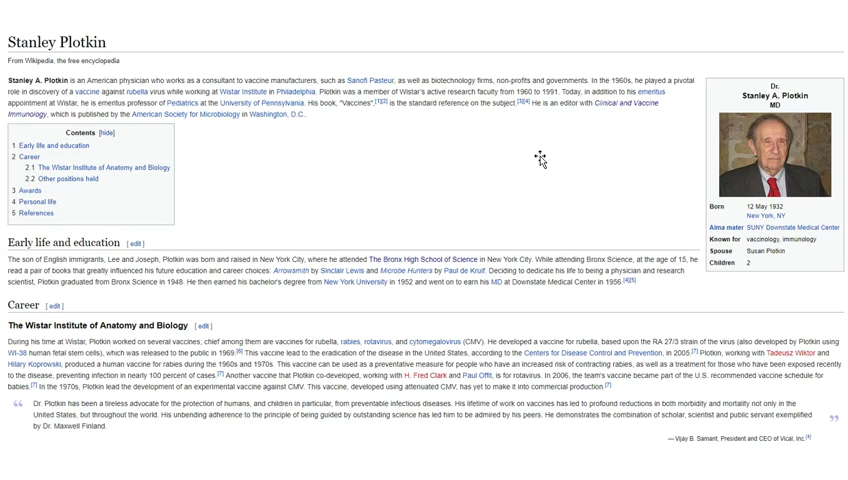 Stanley Plotkin
From Wikipedia, the free encyclopedia
Stanley A. Plotkin is an American physician who works as a consultant to vaccine manufacturers, such as Sanofi Pasteur, as well as biotechnology firms, non-profits and governments. In the 1960s, he played a pivotal
role in discovery of a vaccine against rubella virus while working at Wistar Institute in Philadelphia. Plotkin was a member of Wistar's active research faculty from 1960 to 1991. Today, in addition to his emeritus
appointment at Wistar, he is emeritus professor of Pediatrics at the University of Pennsylvania. His book, "Vaccines",[1][2] is the standard reference on the subject.[3][4] He is an editor with Clinical and Vaccine
Immunology, which is published by the American Society for Microbiology in Washington, D.C..
Contents [hide]
1 Early life and education
2 Career
2.1 The Wistar Institute of Anatomy and Biology
2.2 Other positions held
3 Awards
4 Personal life
5 References
Dr.
Stanley A. Plotkin
MD
Born 12 May 1932
New York, NY
Alma mater SUNY Downstate Medical Center
Known for vaccinology, immunology
Spouse Susan Plotkin
Children 2
Early life and education [edit]
The son of English immigrants, Lee and Joseph, Plotkin was born and raised in New York City, where he attended The Bronx High School of Science in New York City. While attending Bronx Science, at the age of 15, he
read a pair of books that greatly influenced his future education and career choices: Arrowsmith by Sinclair Lewis and Microbe Hunters by Paul de Kruif. Deciding to dedicate his life to being a physician and research
scientist, Plotkin graduated from Bronx Science in 1948. He then earned his bachelor's degree from New York University in 1952 and went on to earn his MD at Downstate Medical Center in 1956.[4][5]
Career [edit]
The Wistar Institute of Anatomy and Biology [edit]
During his time at Wistar, Plotkin worked on several vaccines; chief among them are vaccines for rubella, rabies, rotavirus, and cytomegalovirus (CMV). He developed a vaccine for rubella, based upon the RA 27/3 strain of the virus (also developed by Plotkin using
WI-38 human fetal stem cells), which was released to the public in 1969.[6] This vaccine lead to the eradication of the disease in the United States, according to the Centers for Disease Control and Prevention, in 2005.[7] Plotkin, working with Tadeusz Wiktor and
Hilary Koprowski, produced a human vaccine for rabies during the 1960s and 1970s. This vaccine can be used as a preventative measure for people who have an increased risk of contracting rabies, as well as a treatment for those who have been exposed recently
to the disease, preventing infection in nearly 100 percent of cases.[7] Another vaccine that Plotkin co-developed, working with H. Fred Clark and Paul Offit, is for rotavirus. In 2006, the team's vaccine became part of the U.S. recommended vaccine schedule for
babies.[7] In the 1970s, Plotkin lead the development of an experimental vaccine against CMV. This vaccine, developed using attenuated CMV, has yet to make it into commercial production.[7]
“ Dr. Plotkin has been a tireless advocate for the protection of humans, and children in particular, from preventable infectious diseases. His lifetime of work on vaccines has led to profound reductions in both morbidity and mortality not only in the
United States, but throughout the world. His unbending adherence to the principle of being guided by outstanding science has led him to be admired by his peers. He demonstrates the combination of scholar, scientist and public servant exemplified ”
by Dr. Maxwell Finland.
— Vijay B. Samant, President and CEO of Vical, Inc.[4]